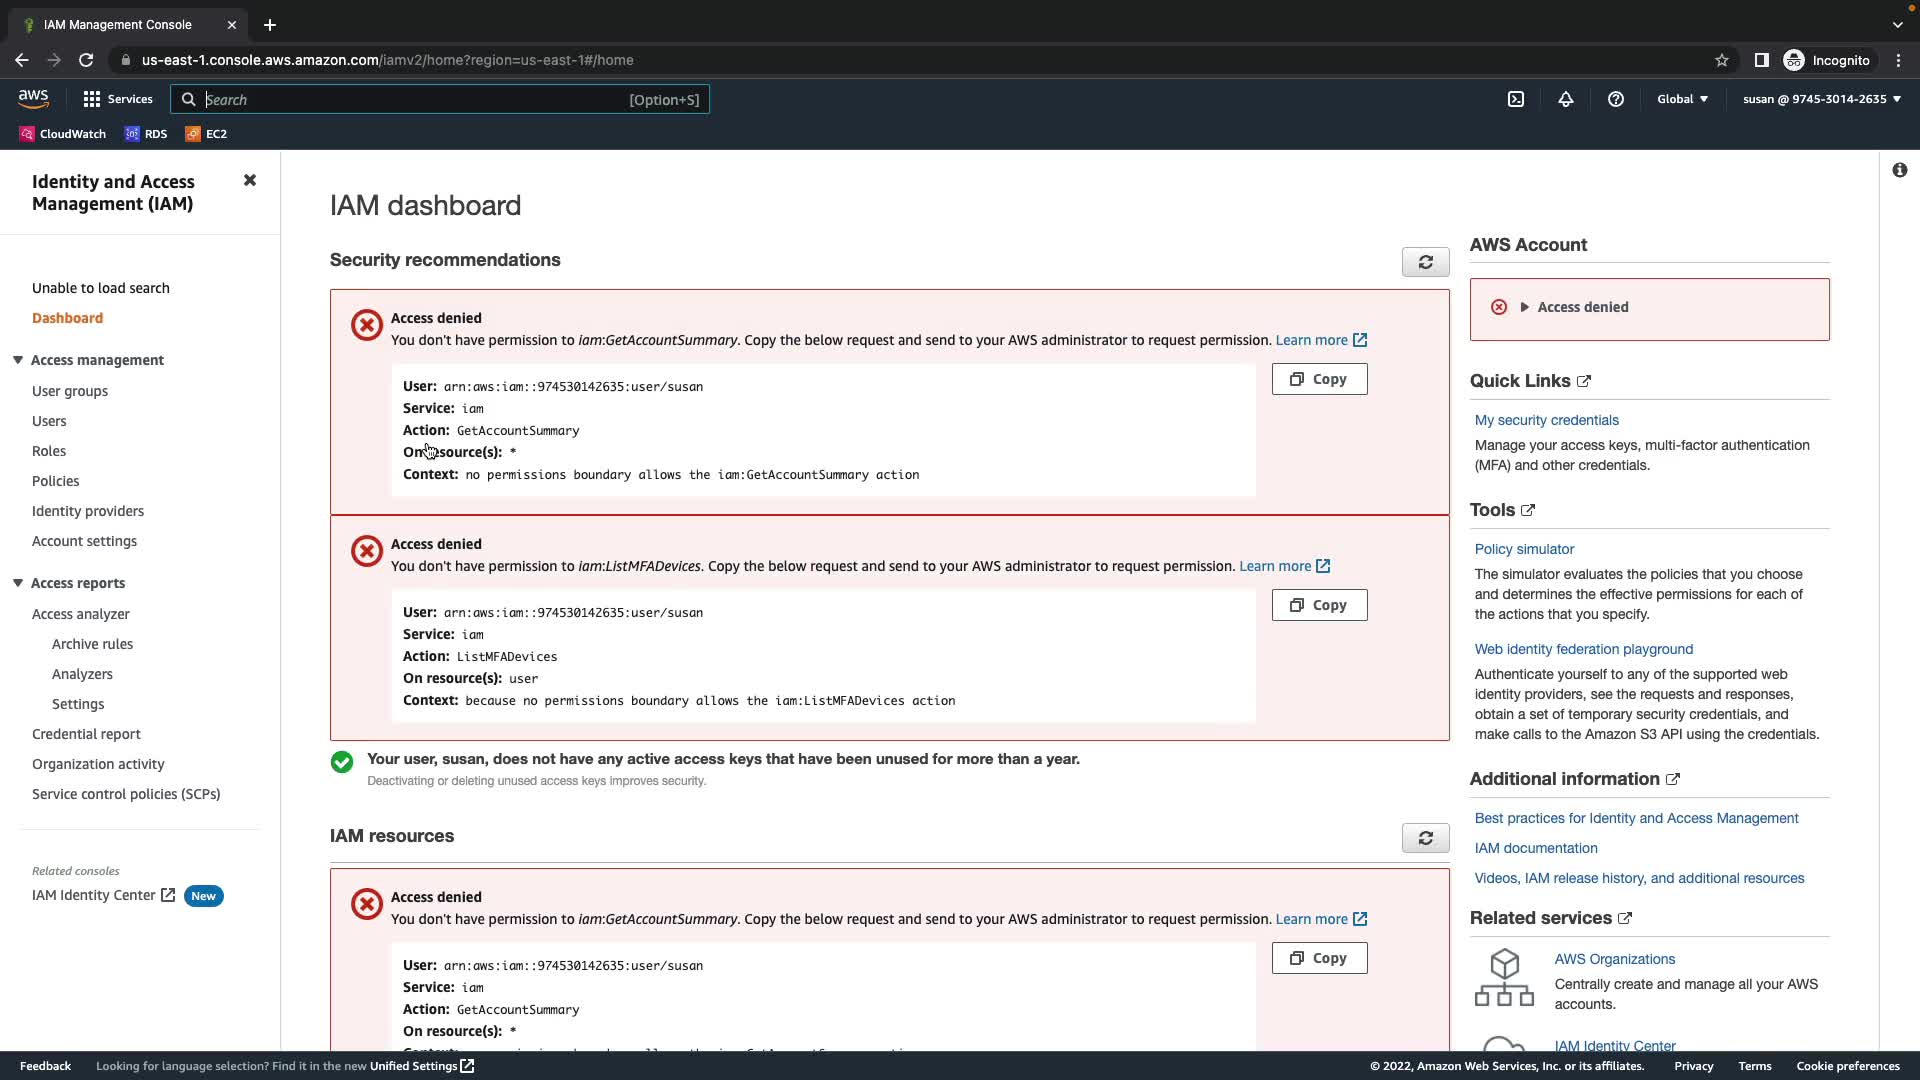 IAM Management Console
us-east-1.console.aws.amazon.com/iamv2/home?region=us-east-1#/home
Incognito
aws
Services
Search
[Option+S]
Global
susan @ 9745-3014-2635
CloudWatch
RDS
EC2
Identity and Access
Management (IAM)
Unable to load search
Dashboard
Access management
User groups
Users
Roles
Policies
Identity providers
Account settings
Access reports
Access analyzer
Archive rules
Analyzers
Settings
Credential report
Organization activity
Service control policies (SCPs)
Related consoles
IAM Identity Center
New
IAM dashboard
Security recommendations
Access denied
You don't have permission to iam:GetAccountSummary. Copy the below request and send to your AWS administrator to request permission. Learn more
User: arn:aws:iam::974530142635:user/susan
Service: iam
Action: GetAccountSummary
On resource(s): *
Context: no permissions boundary allows the iam:GetAccountSummary action
Copy
Access denied
You don't have permission to iam:ListMFADevices. Copy the below request and send to your AWS administrator to request permission. Learn more
User: arn:aws:iam::974530142635:user/susan
Service: iam
Action: ListMFADevices
On resource(s): user
Context: because no permissions boundary allows the iam:ListMFADevices action
Copy
Your user, susan, does not have any active access keys that have been unused for more than a year.
Deactivating or deleting unused access keys improves security.
IAM resources
Access denied
You don't have permission to iam:GetAccountSummary. Copy the below request and send to your AWS administrator to request permission. Learn more
User: arn:aws:iam::974530142635:user/susan
Service: iam
Action: GetAccountSummary
On resource(s): *
Copy
AWS Account
Access denied
Quick Links
My security credentials
Manage your access keys, multi-factor authentication
(MFA) and other credentials.
Tools
Policy simulator
The simulator evaluates the policies that you choose
and determines the effective permissions for each of
the actions that you specify.
Web identity federation playground
Authenticate yourself to any of the supported web
identity providers, see the requests and responses,
obtain a set of temporary security credentials, and
make calls to the Amazon S3 API using the credentials.
Additional information
Best practices for Identity and Access Management
IAM documentation
Videos, IAM release history, and additional resources
Related services
AWS Organizations
Centrally create and manage all your AWS
accounts.
IAM Identity Center
Feedback
Looking for language selection? Find it in the new Unified Settings
© 2022, Amazon Web Services, Inc. or its affiliates.
Privacy
Terms
Cookie preferences